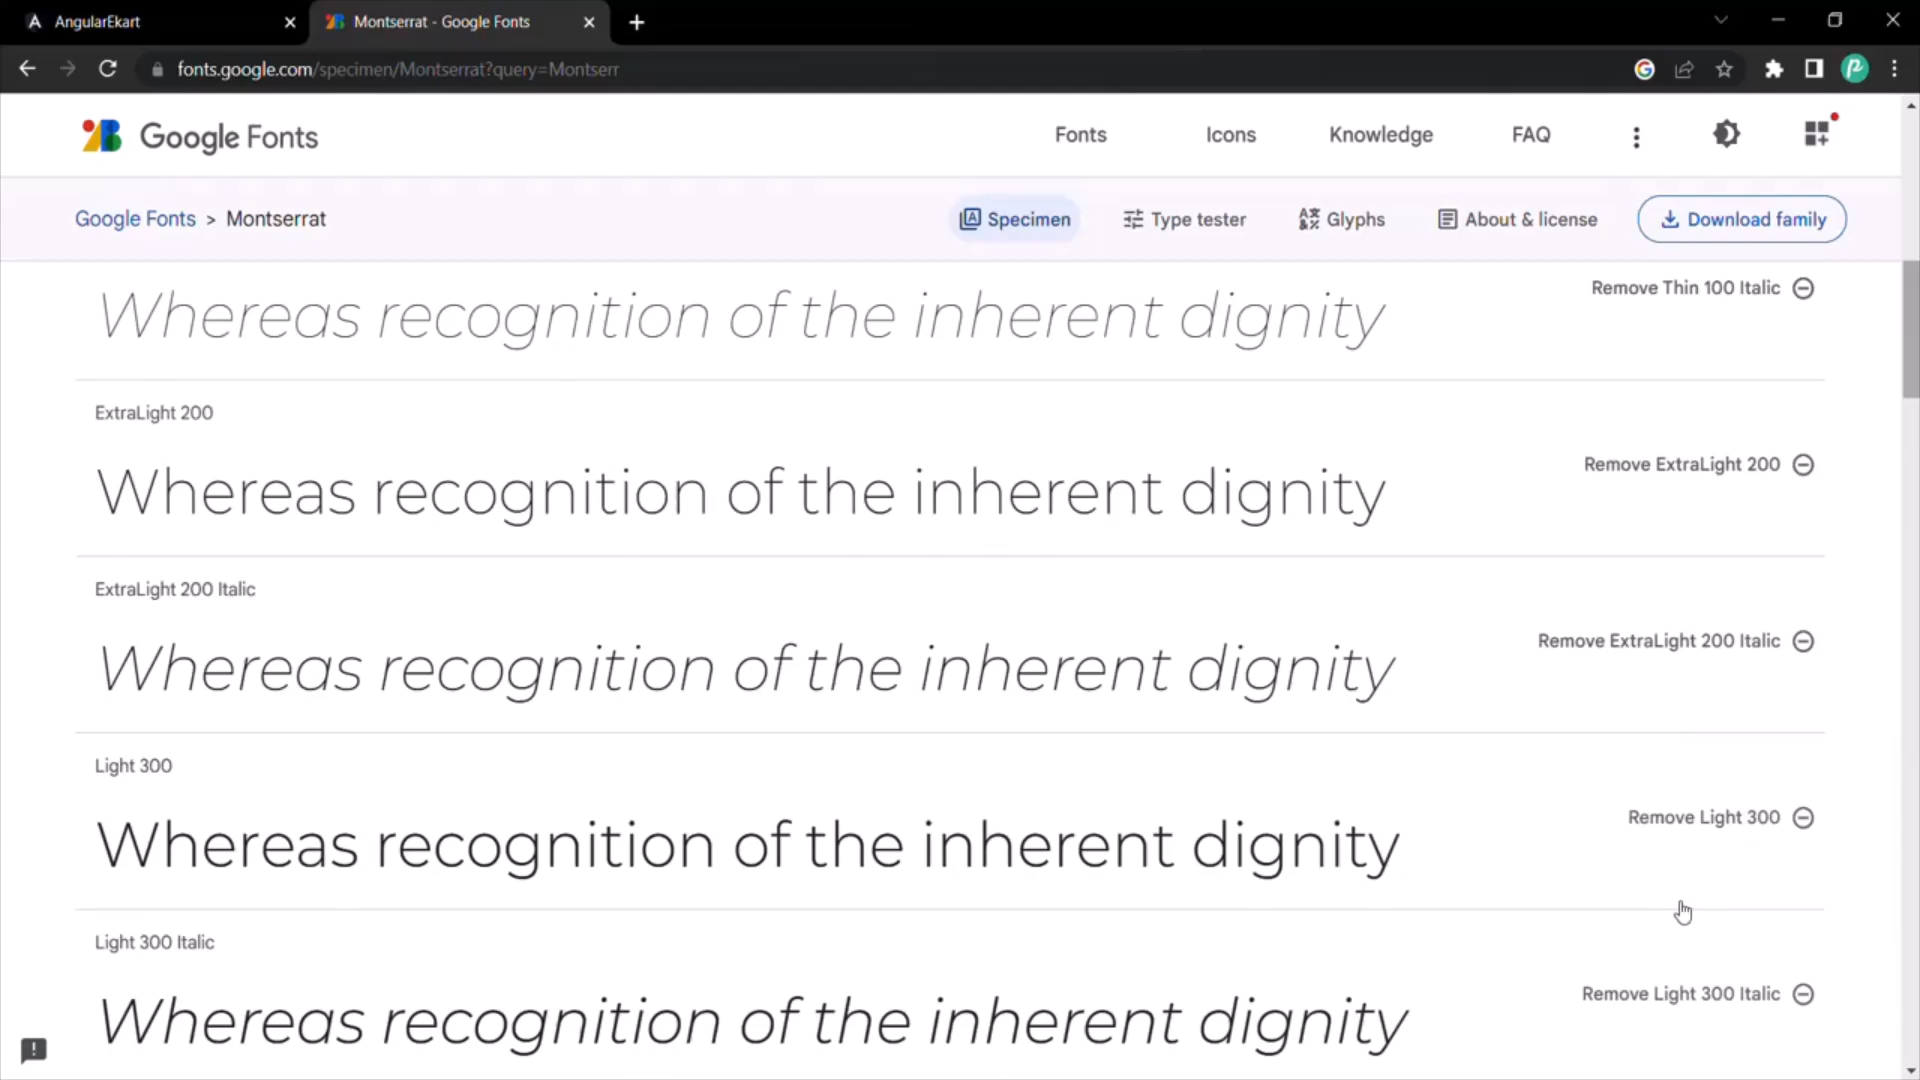 AngularEkart
Montserrat - Google Fonts
fonts.google.com/specimen/Montserrat?query=Montserr
Google Fonts
Fonts
Icons
Knowledge
FAQ
Google Fonts > Montserrat
Specimen
Type tester
Glyphs
About & license
Download family
Whereas recognition of the inherent dignity
Remove Thin 100 Italic
ExtraLight 200
Whereas recognition of the inherent dignity
Remove ExtraLight 200
ExtraLight 200 Italic
Whereas recognition of the inherent dignity
Remove ExtraLight 200 Italic
Light 300
Whereas recognition of the inherent dignity
Remove Light 300
Light 300 Italic
Whereas recognition of the inherent dignity
Remove Light 300 Italic